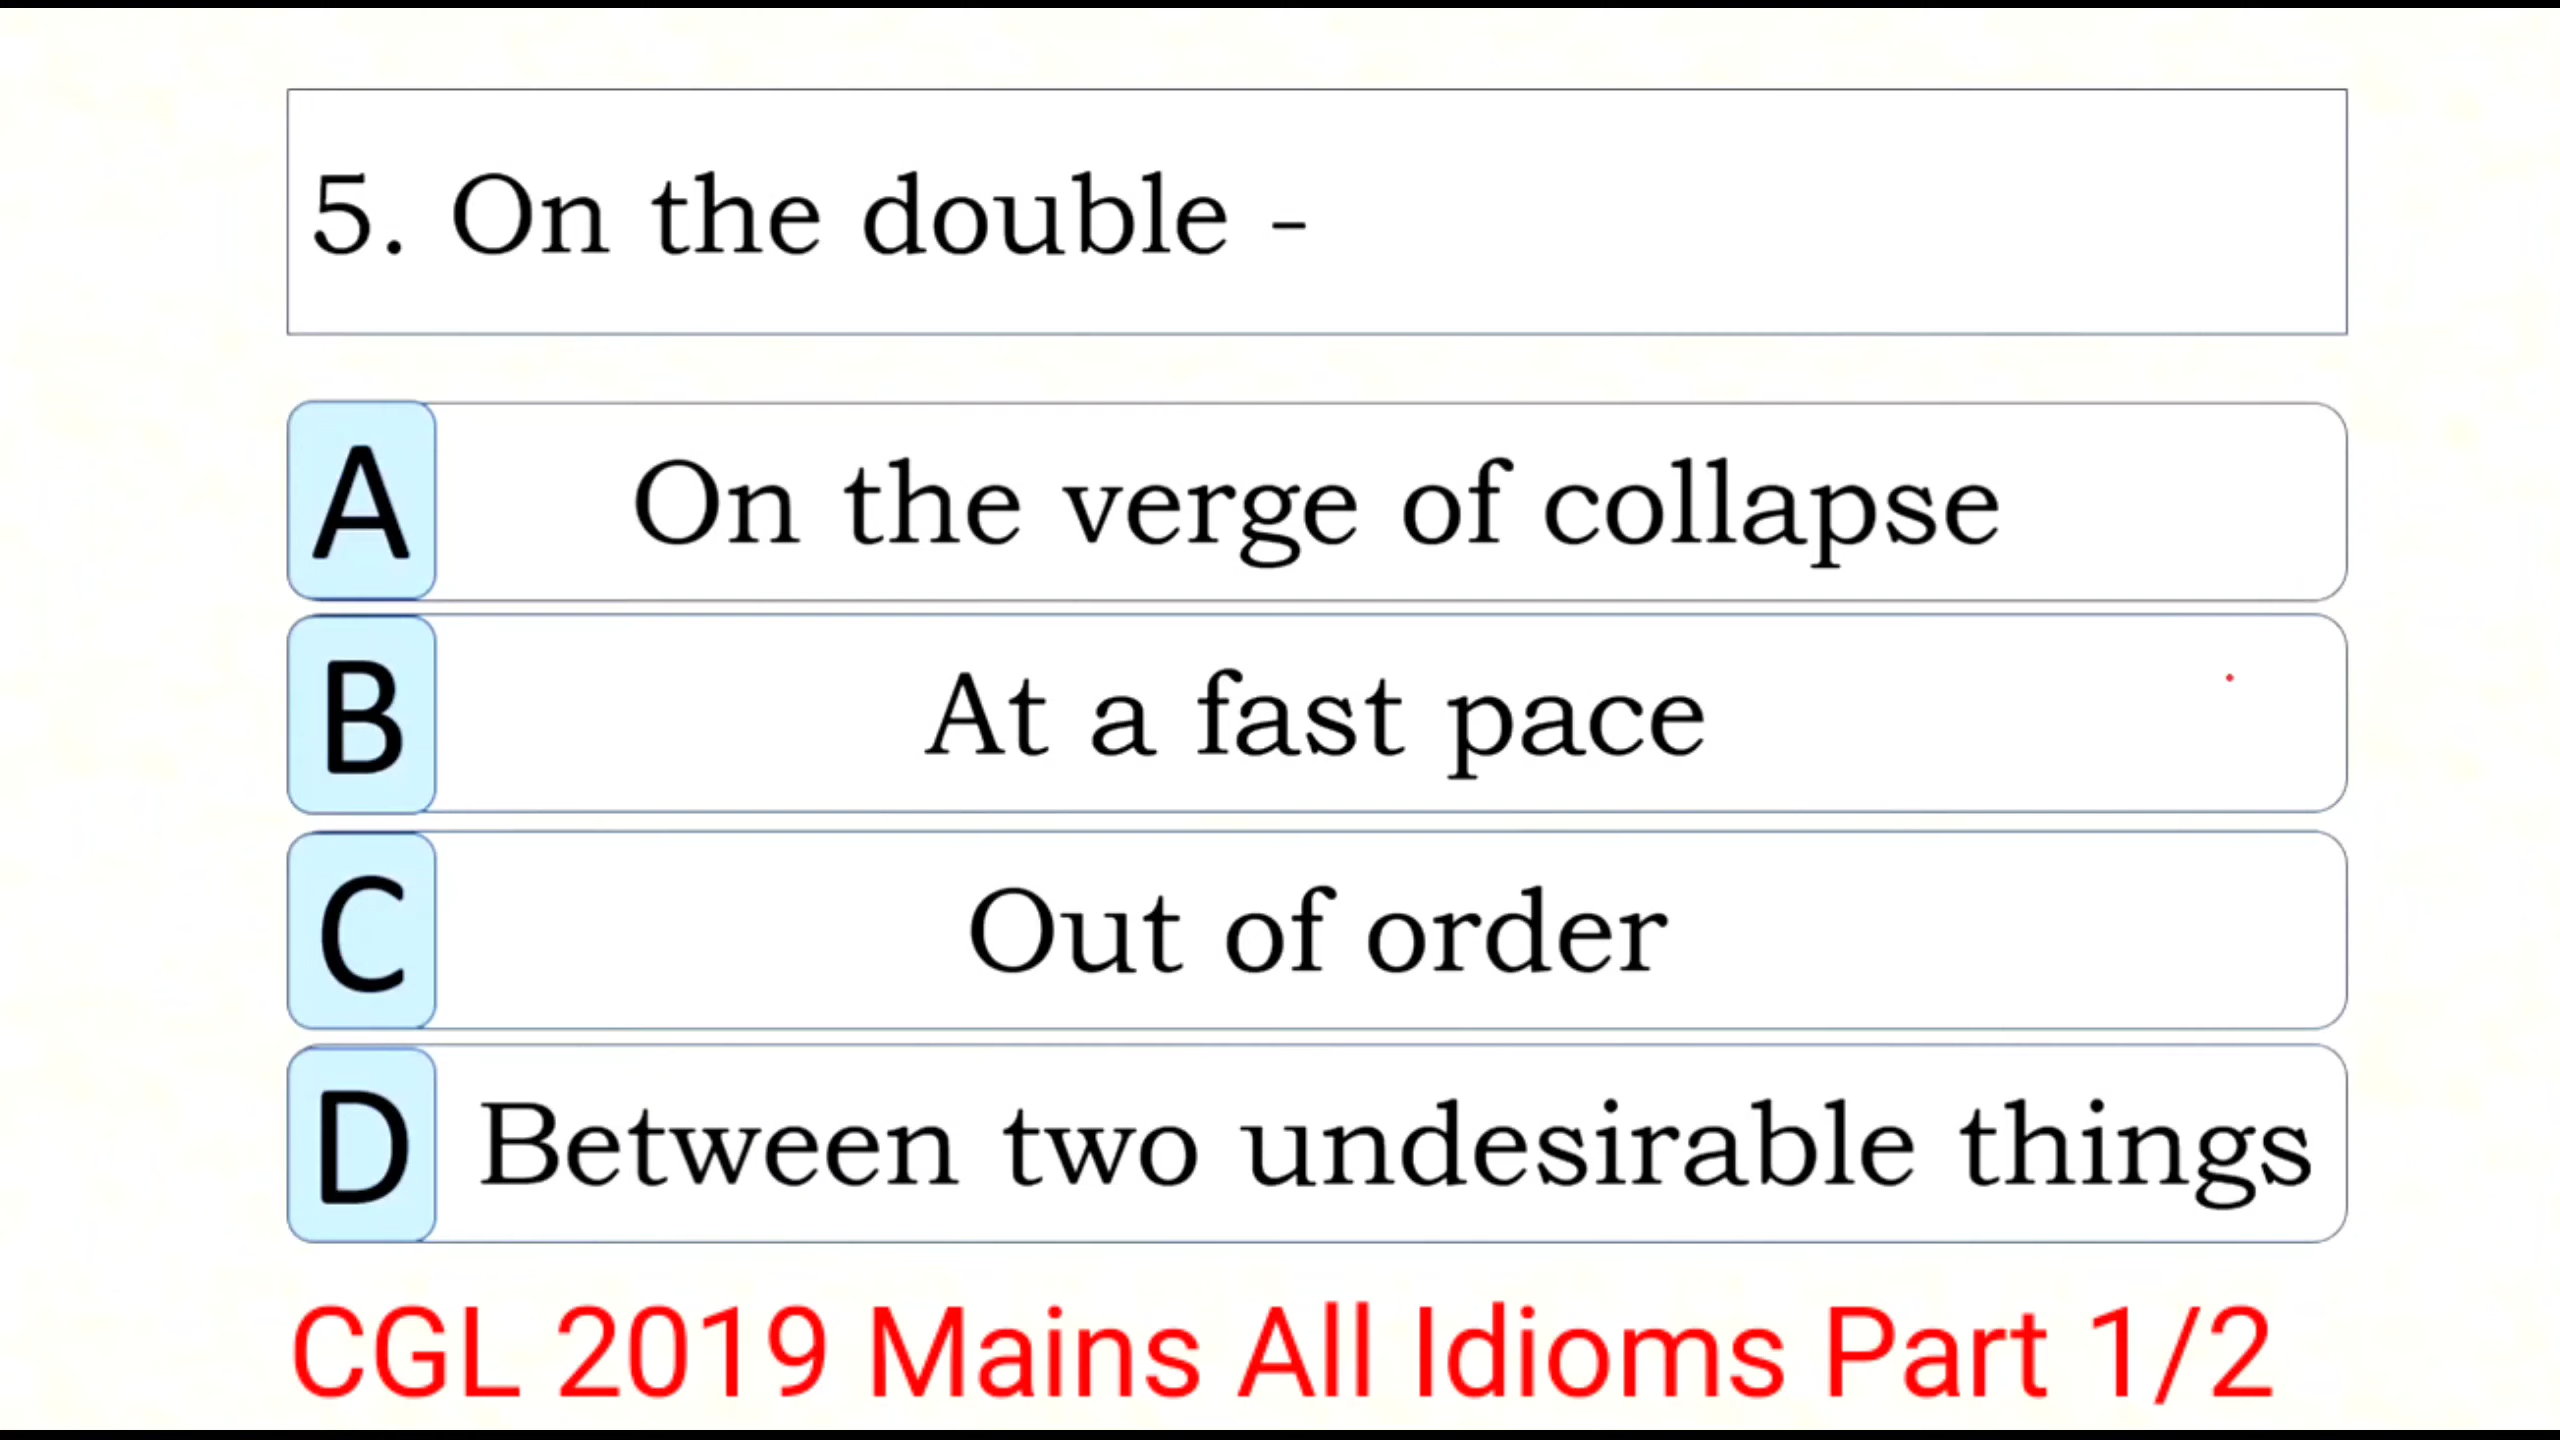 5. On the double -
A On the verge of collapse
B At a fast pace
C Out of order
D Between two undesirable things
CGL 2019 Mains All Idioms Part 1/2